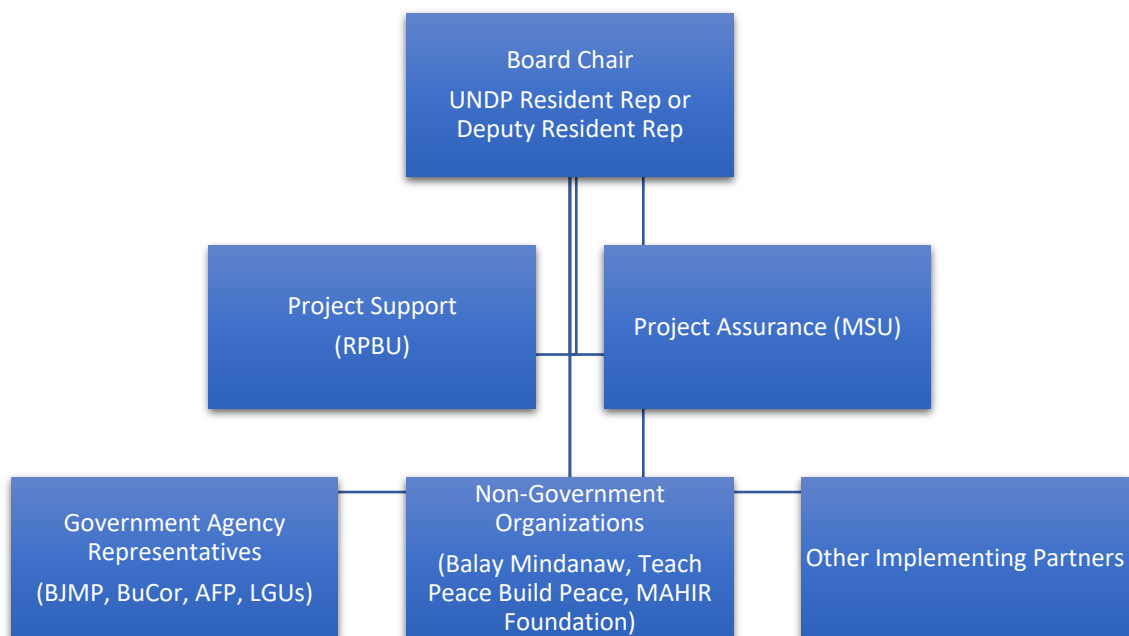 Board Chair
UNDP Resident Rep or
Deputy Resident Rep
Project Support
(RPBU)
Project Assurance (MSU)
Government Agency
Representatives
(BJMP, BuCor, AFP, LGUs)
Non-Government
Organizations
(Balay Mindanaw, Teach
Peace Build Peace, MAHIR
Foundation)
Other Implementing Partners